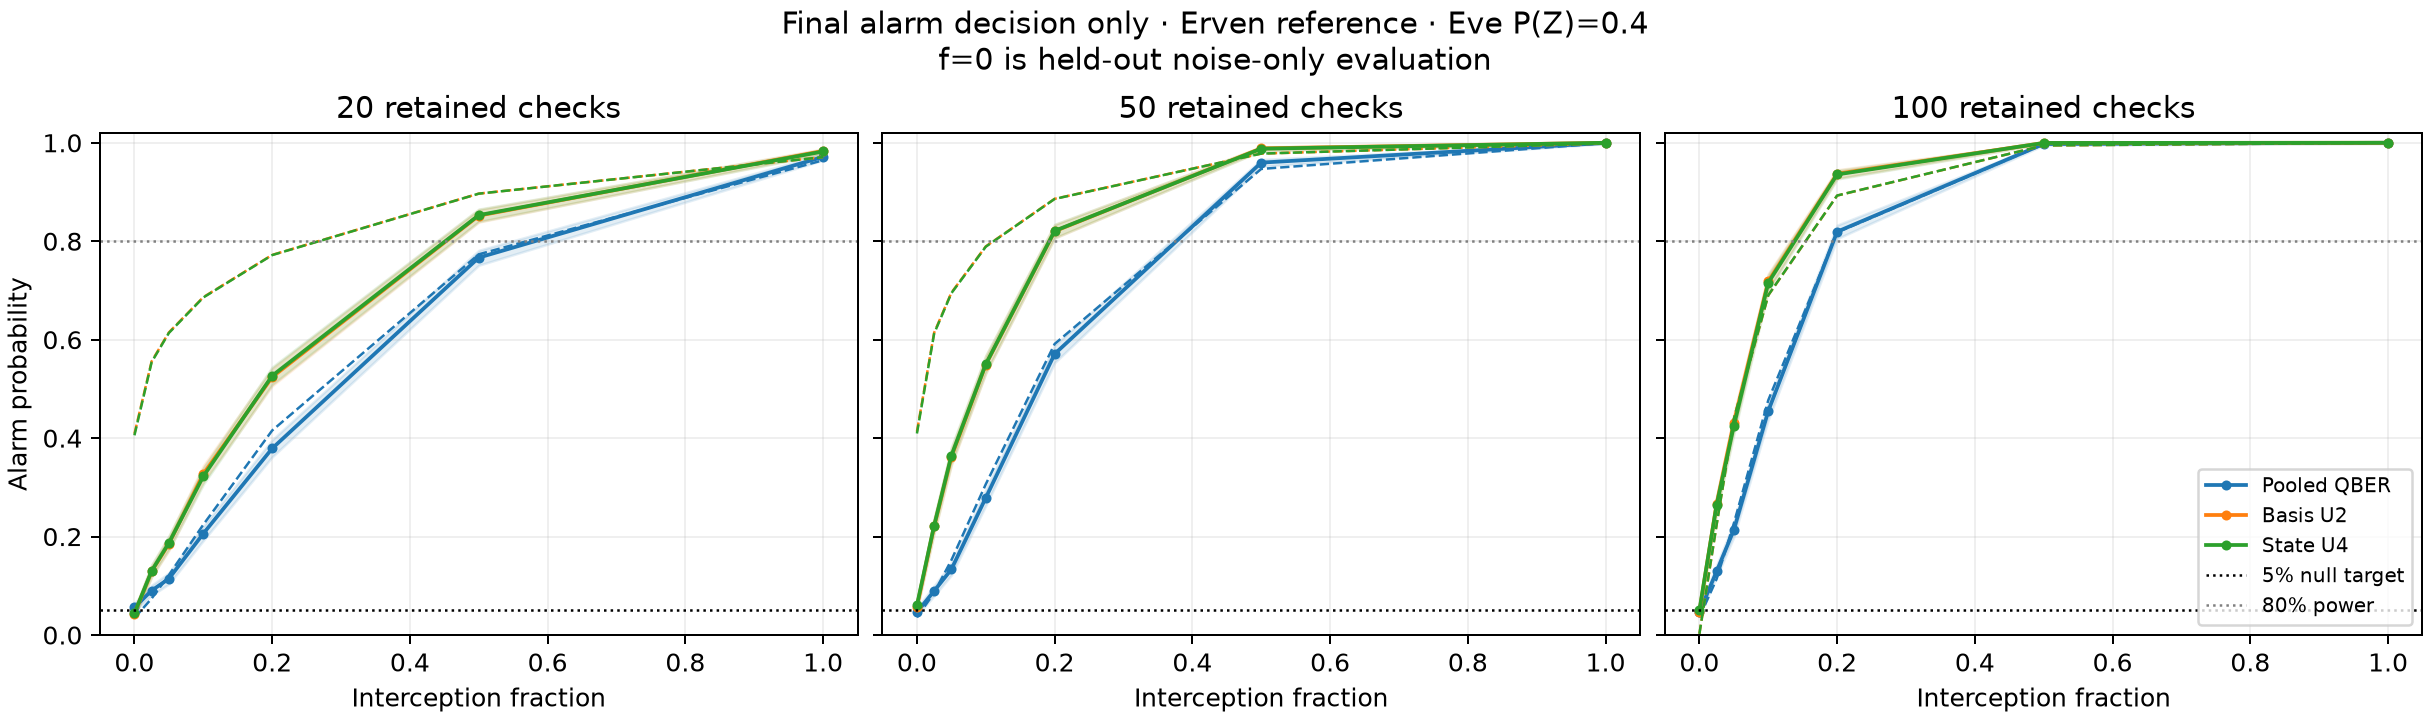 Final alarm decision only · Erven reference · Eve P(Z)=0.4
f=0 is held-out noise-only evaluation
20 retained checks
50 retained checks
100 retained checks
Alarm probability
1.0
0.8
0.6
0.4
0.2
0.0
0.0 0.2 0.4 0.6 0.8 1.0
0.0 0.2 0.4 0.6 0.8 1.0
0.0 0.2 0.4 0.6 0.8 1.0
Interception fraction
Interception fraction
Interception fraction
Pooled QBER
Basis U2
State U4
5% null target
80% power